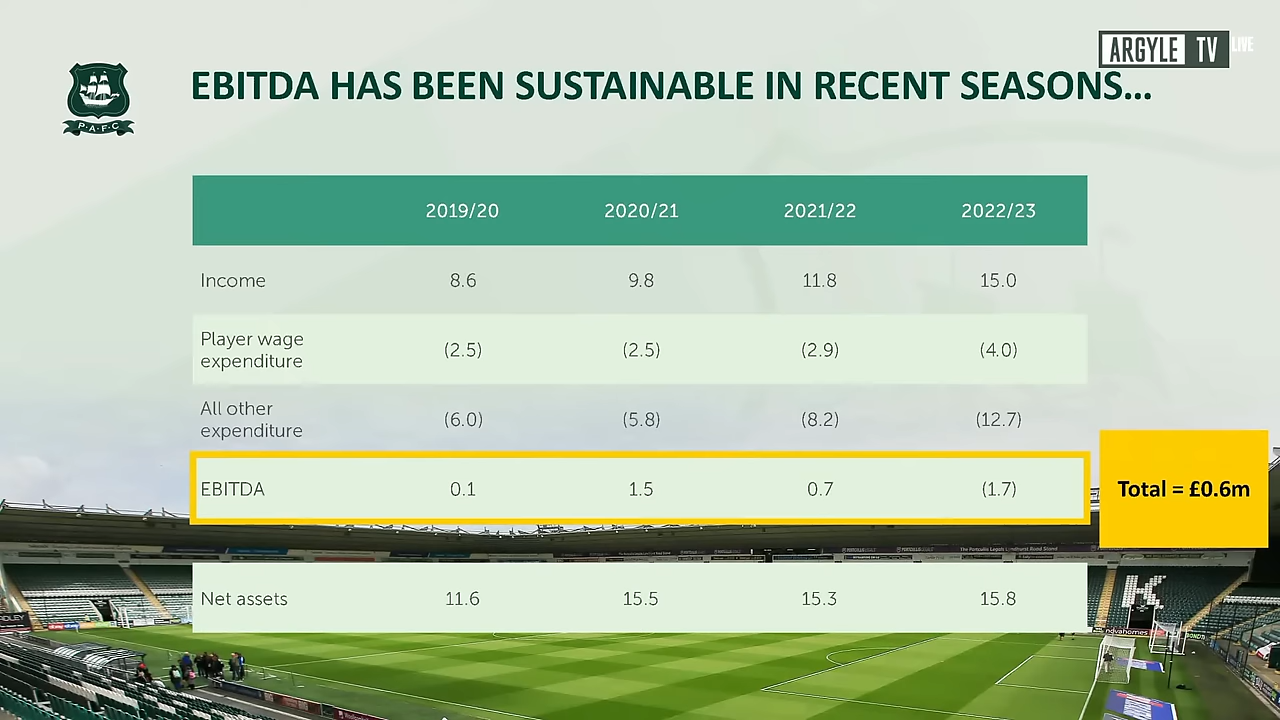 ARGYLE TV LIVE
EBITDA HAS BEEN SUSTAINABLE IN RECENT SEASONS...
P·A·F·C
2019/20 2020/21 2021/22 2022/23
Income 8.6 9.8 11.8 15.0
Player wage
expenditure (2.5) (2.5) (2.9) (4.0)
All other
expenditure (6.0) (5.8) (8.2) (12.7)
EBITDA 0.1 1.5 0.7 (1.7)
Total = £0.6m
Net assets 11.6 15.5 15.3 15.8
K